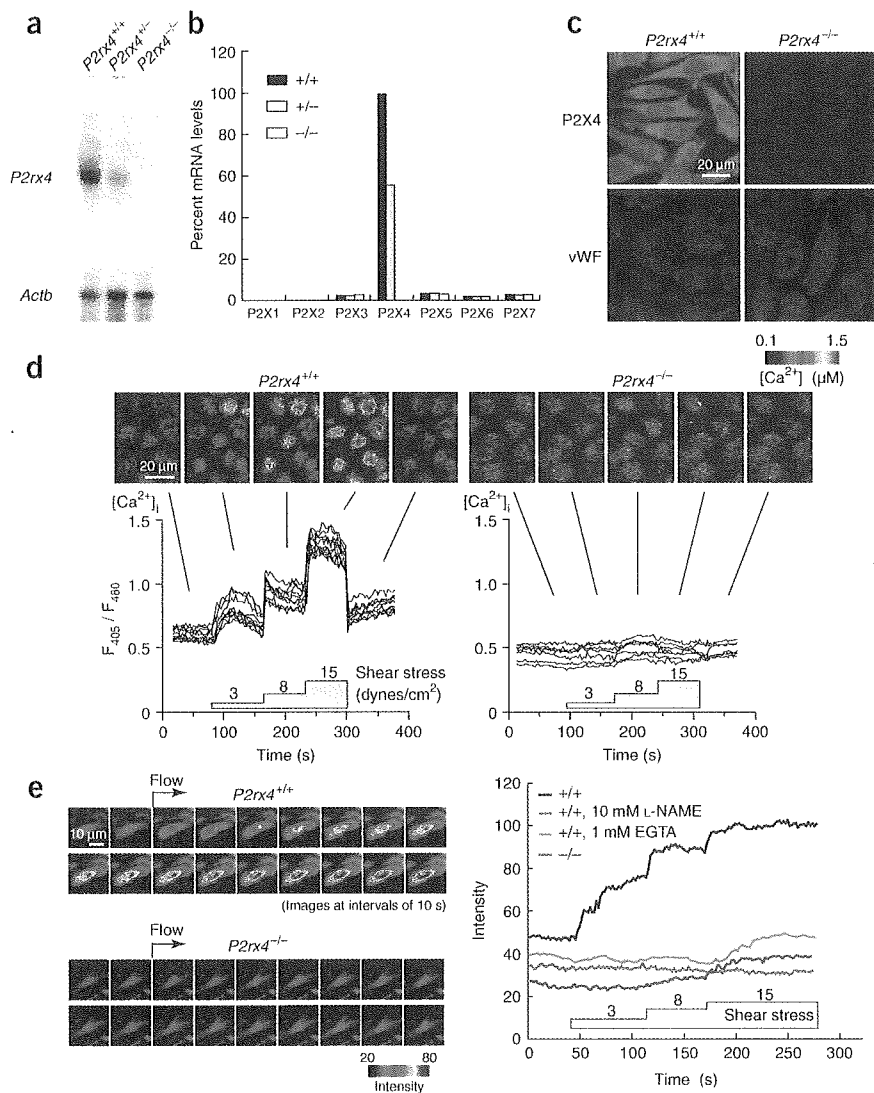 a
P2rx4+/+ P2rx4+/− P2rx4−/−
P2rx4
Actb
b
Percent mRNA levels
120
100
80
60
40
20
0
+/+
+/−
−/−
P2X1 P2X2 P2X3 P2X4 P2X5 P2X6 P2X7
c
P2rx4+/+ P2rx4−/−
P2X4
20 µm
vWF
0.1 1.5
[Ca2+] (µM)
d
P2rx4+/+ P2rx4−/−
20 µm
[Ca2+]i
F405 / F460
1.5
1.0
0.5
0
3 8 15
Shear stress
(dynes/cm2)
0 100 200 300 400
Time (s)
[Ca2+]i
1.5
1.0
0.5
0
3 8 15
0 100 200 300 400
Time (s)
e
Flow
P2rx4+/+
10 µm
(Images at intervals of 10 s)
Flow
P2rx4−/−
20 80
Intensity
Intensity
120
100
80
60
40
20
0
+/+
+/+, 10 mM L-NAME
+/+, 1 mM EGTA
−/−
3 8 15
Shear stress
0 50 100 150 200 250 300
Time (s)